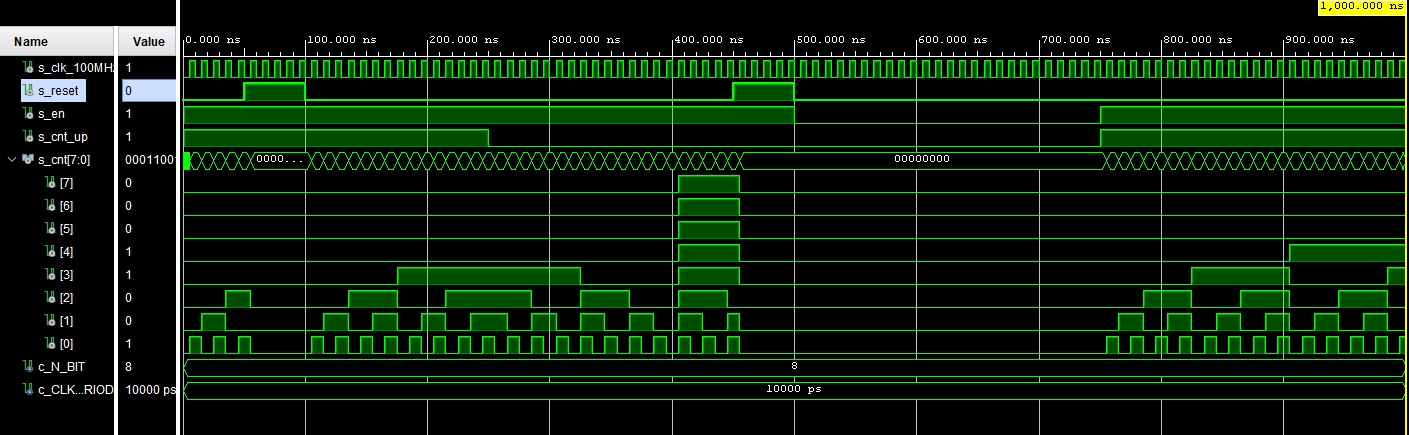 1,000.000 ns
Name Value 0.000 ns 100.000 ns 200.000 ns 300.000 ns 400.000 ns 500.000 ns 600.000 ns 700.000 ns 800.000 ns 900.000 ns
s_clk_100MH 1
s_reset 0
s_en 1
s_cnt_up 1
s_cnt[7:0] 00011001 0000... 00000000
[7] 0
[6] 0
[5] 0
[4] 1
[3] 1
[2] 0
[1] 0
[0] 1
c_N_BIT 8 8
c_CLK...RIOD 10000 ps 10000 ps